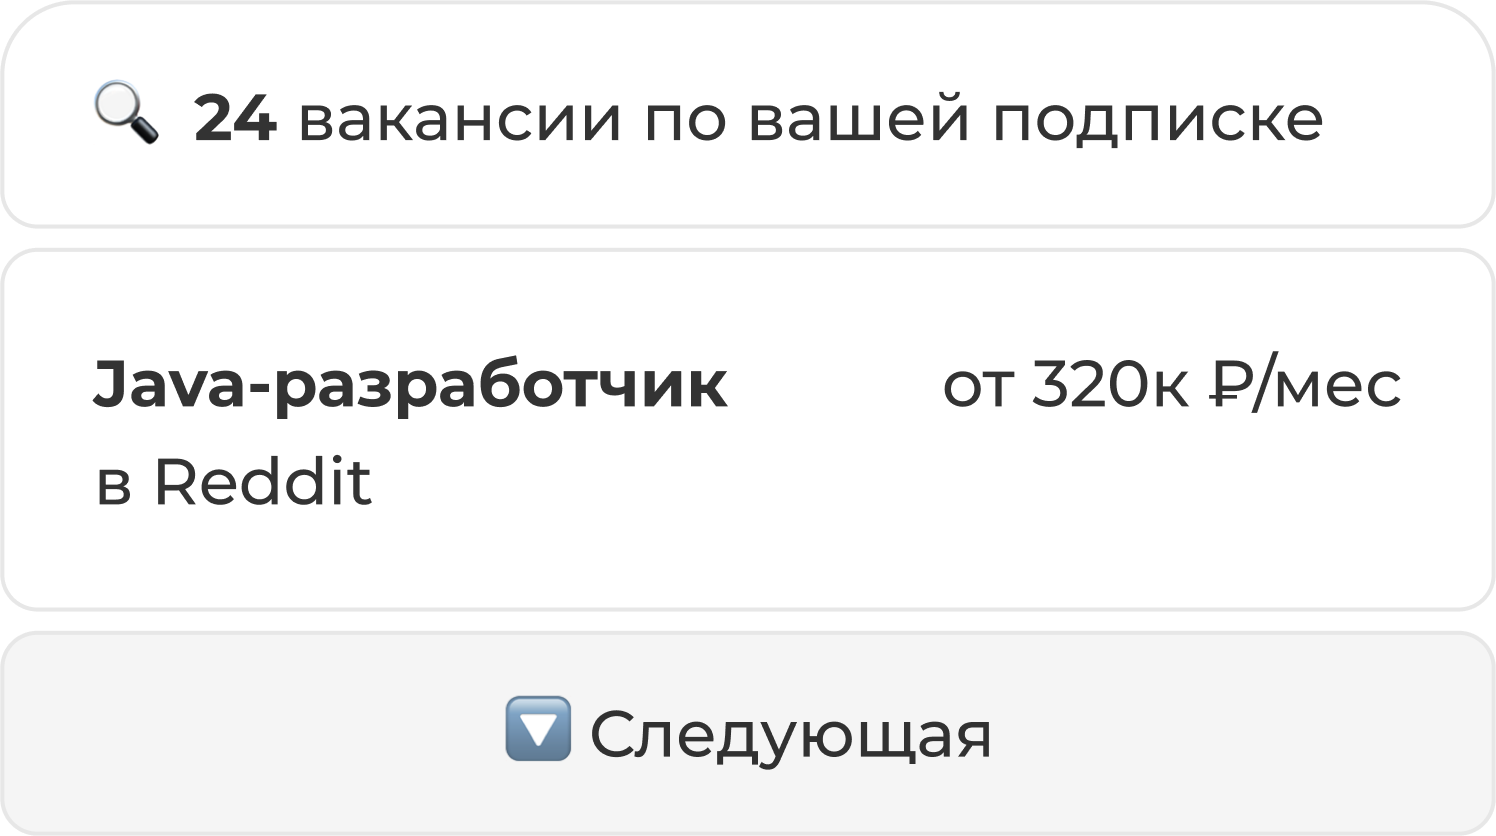 🔍 24 вакансии по вашей подписке
Java-разработчик от 320к ₽/мес
в Reddit
🔽 Следующая